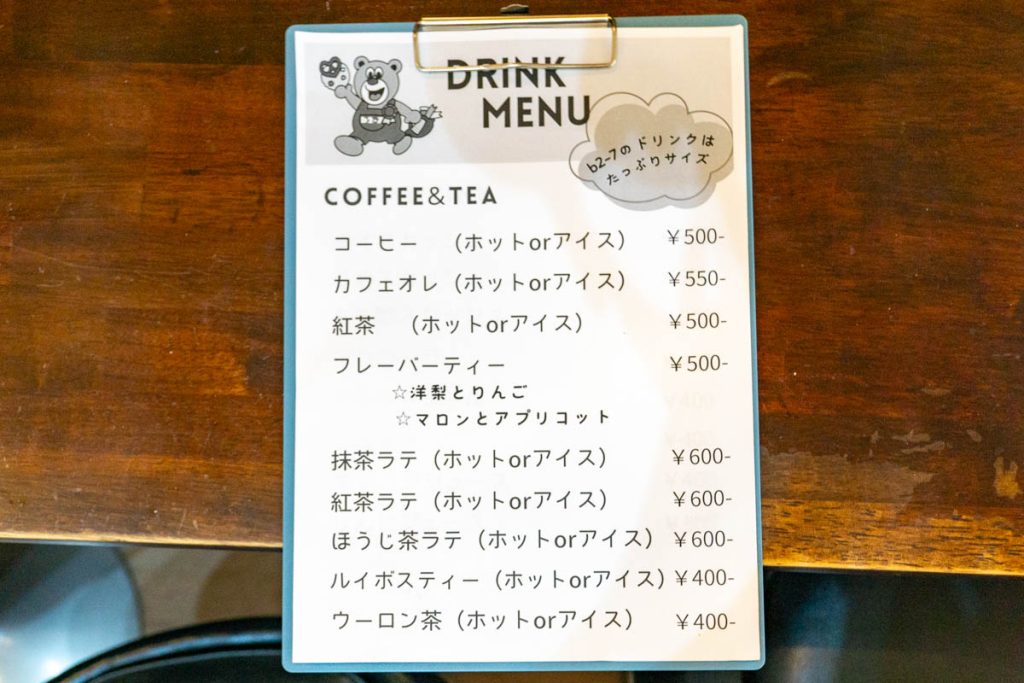 DRINK
MENU
b2-7のドリンクは
たっぷりサイズ
COFFEE&TEA
コーヒー （ホットorアイス） ￥500-
カフェオレ（ホットorアイス） ￥550-
紅茶 （ホットorアイス） ￥500-
フレーバーティー ￥500-
☆洋梨とりんご
☆マロンとアプリコット
抹茶ラテ（ホットorアイス） ￥600-
紅茶ラテ（ホットorアイス） ￥600-
ほうじ茶ラテ（ホットorアイス） ￥600-
ルイボスティー（ホットorアイス）￥400-
ウーロン茶（ホットorアイス） ￥400-